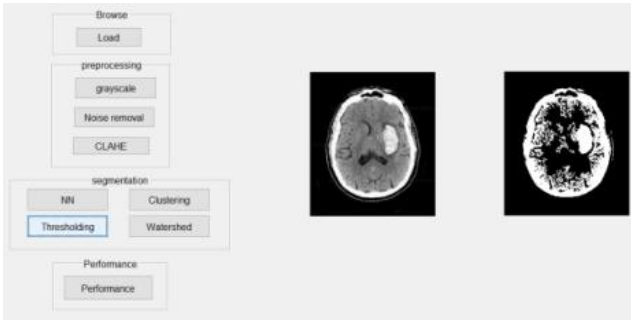 Browse
Load
preprocessing
grayscale
Noise removal
CLAHE
segmentation
NN Clustering
Thresholding Watershed
Performance
Performance